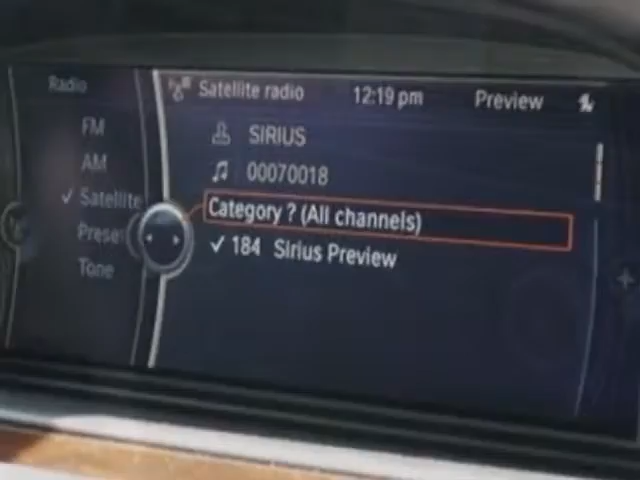 Radio
FM
AM
✓ Satellite
Prese
Tone
Satellite radio 12:19 pm Preview
SIRIUS
00070018
Category ? (All channels)
✓ 184 Sirius Preview